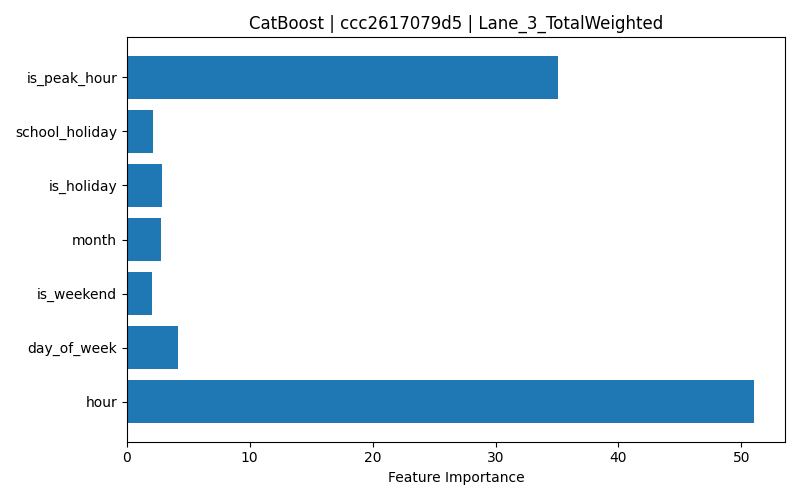 CatBoost | ccc2617079d5 | Lane_3_TotalWeighted
is_peak_hour
school_holiday
is_holiday
month
is_weekend
day_of_week
hour
0 10 20 30 40 50
Feature Importance